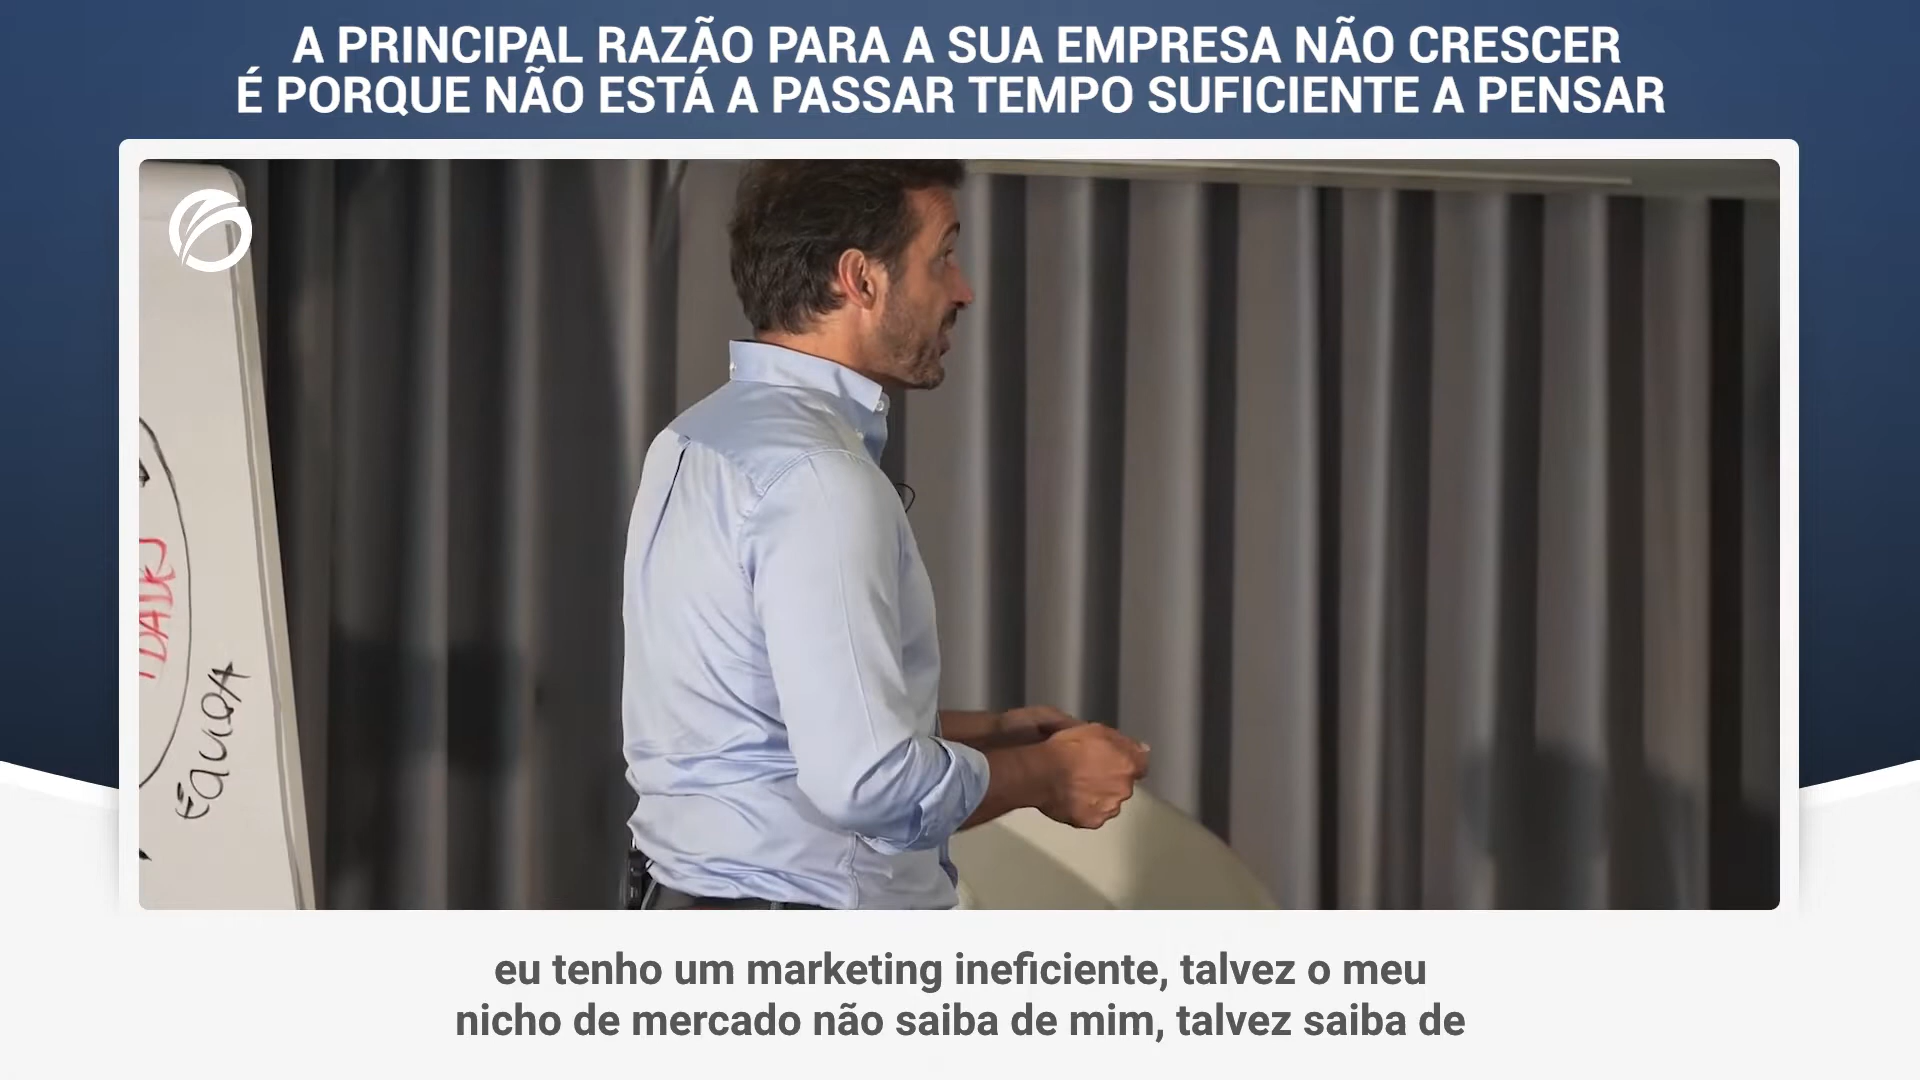 A PRINCIPAL RAZÃO PARA A SUA EMPRESA NÃO CRESCER
É PORQUE NÃO ESTÁ A PASSAR TEMPO SUFICIENTE A PENSAR
EQUIPA
eu tenho um marketing ineficiente, talvez o meu
nicho de mercado não saiba de mim, talvez saiba de